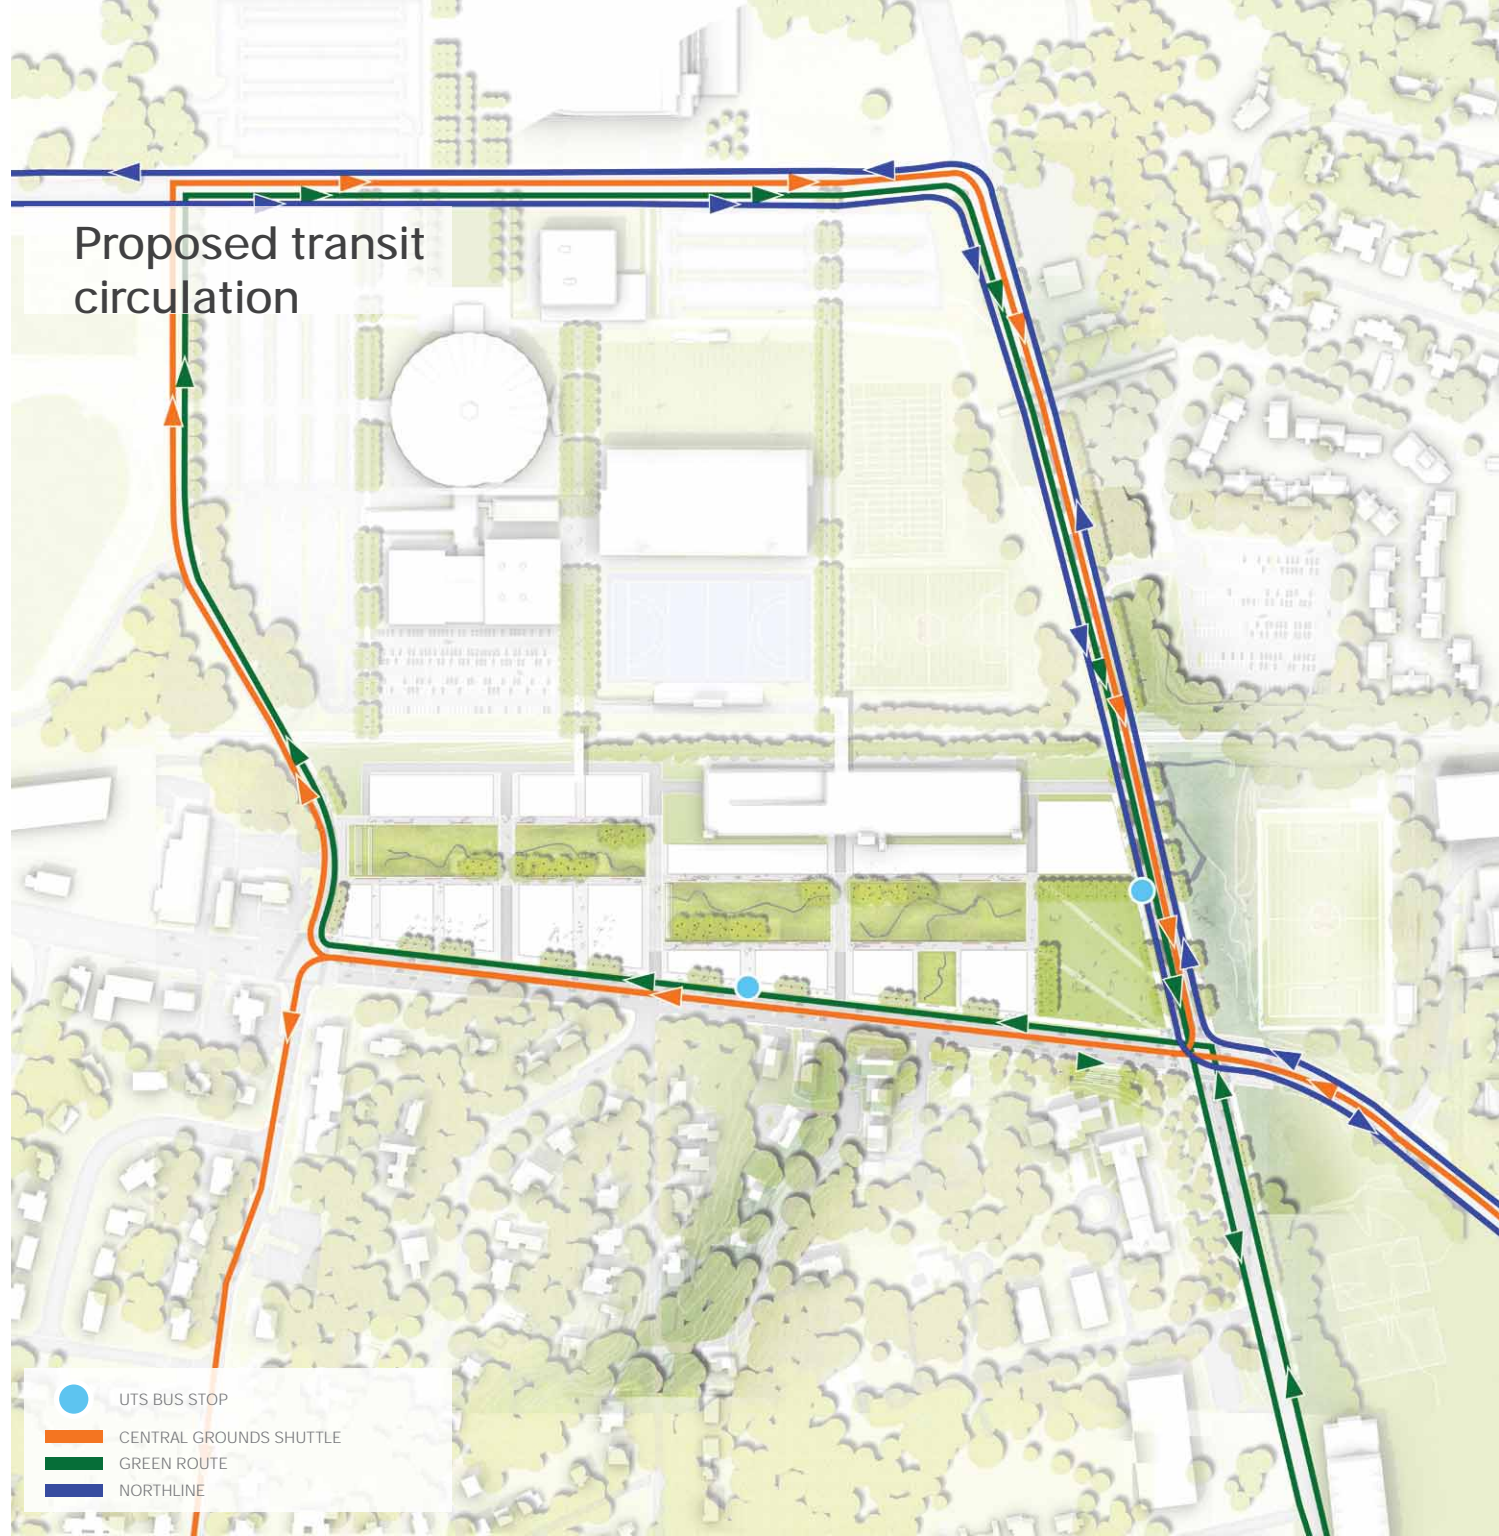 Proposed transit
circulation
UTS BUS STOP
CENTRAL GROUNDS SHUTTLE
GREEN ROUTE
NORTHLINE